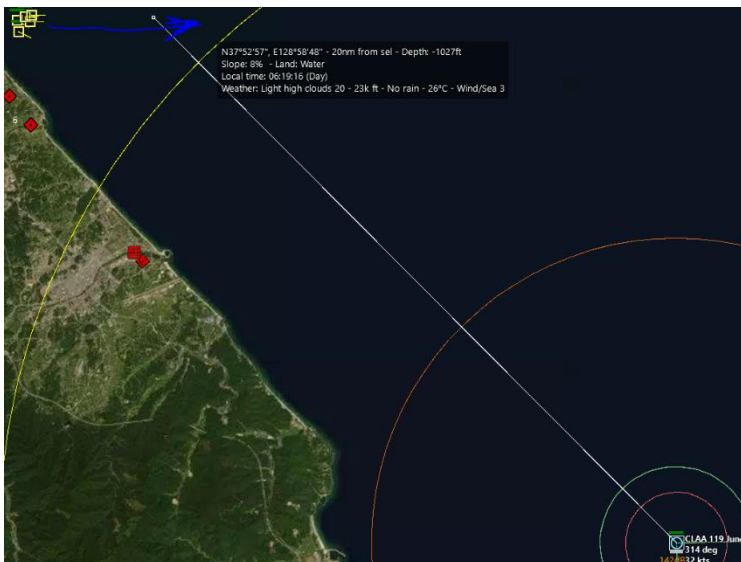 N37°52'57", E128°58'48" - 20nm from sel - Depth: -1027ft
Slope: 8% - Land: Water
Local time: 06:19:16 (Day)
Weather: Light high clouds 20 - 23k ft - No rain - 26°C - Wind/Sea 3
6
CLAA 119 June
314 deg
32 kts